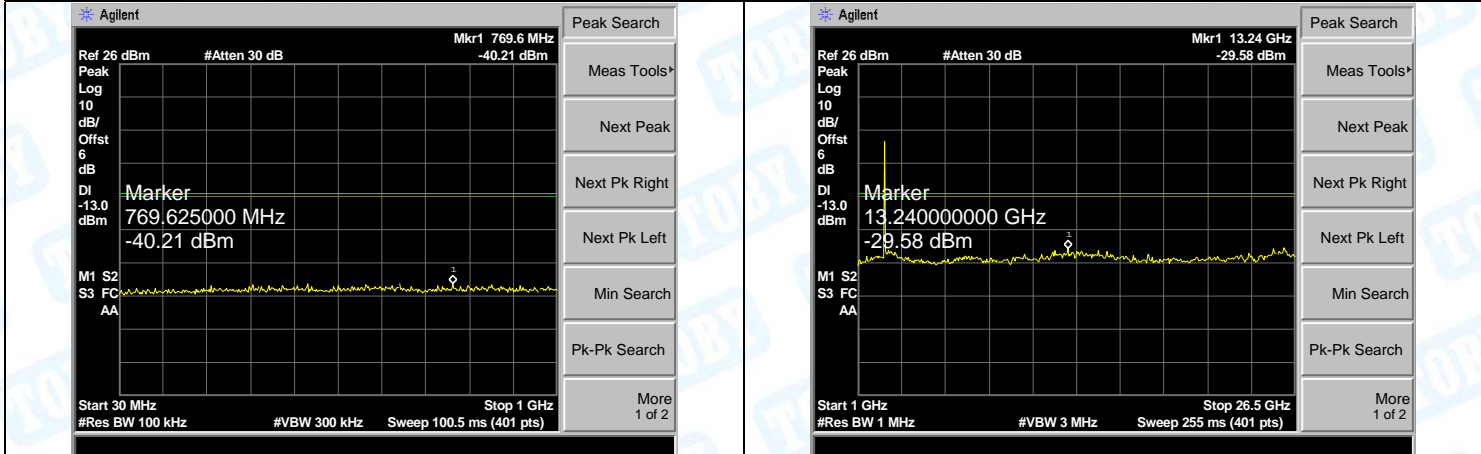 Agilent
Peak Search
Mkr1 769.6 MHz
Ref 26 dBm #Atten 30 dB -40.21 dBm
Peak
Log
10
dB/
Offst
6
dB
DI
-13.0
dBm
Marker
769.625000 MHz
-40.21 dBm
1
M1 S2
S3 FC
AA
Start 30 MHz Stop 1 GHz
#Res BW 100 kHz #VBW 300 kHz Sweep 100.5 ms (401 pts)
Meas Tools
Next Peak
Next Pk Right
Next Pk Left
Min Search
Pk-Pk Search
More
1 of 2
Agilent
Peak Search
Mkr1 13.24 GHz
Ref 26 dBm #Atten 30 dB -29.58 dBm
Peak
Log
10
dB/
Offst
6
dB
DI
-13.0
dBm
Marker
13.240000000 GHz
-29.58 dBm
1
M1 S2
S3 FC
AA
Start 1 GHz Stop 26.5 GHz
#Res BW 1 MHz #VBW 3 MHz Sweep 255 ms (401 pts)
Meas Tools
Next Peak
Next Pk Right
Next Pk Left
Min Search
Pk-Pk Search
More
1 of 2
TOBY